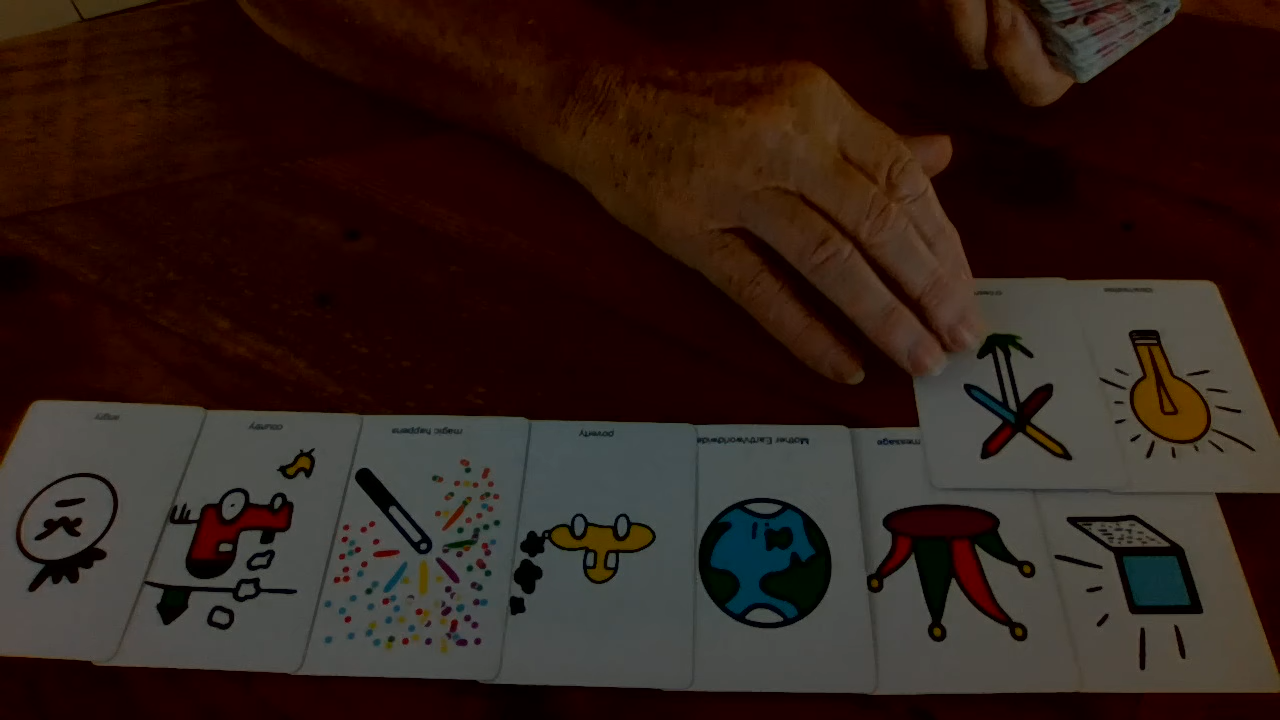 angry
country
magic happens
poverty
Mother Earth/worldwide
message